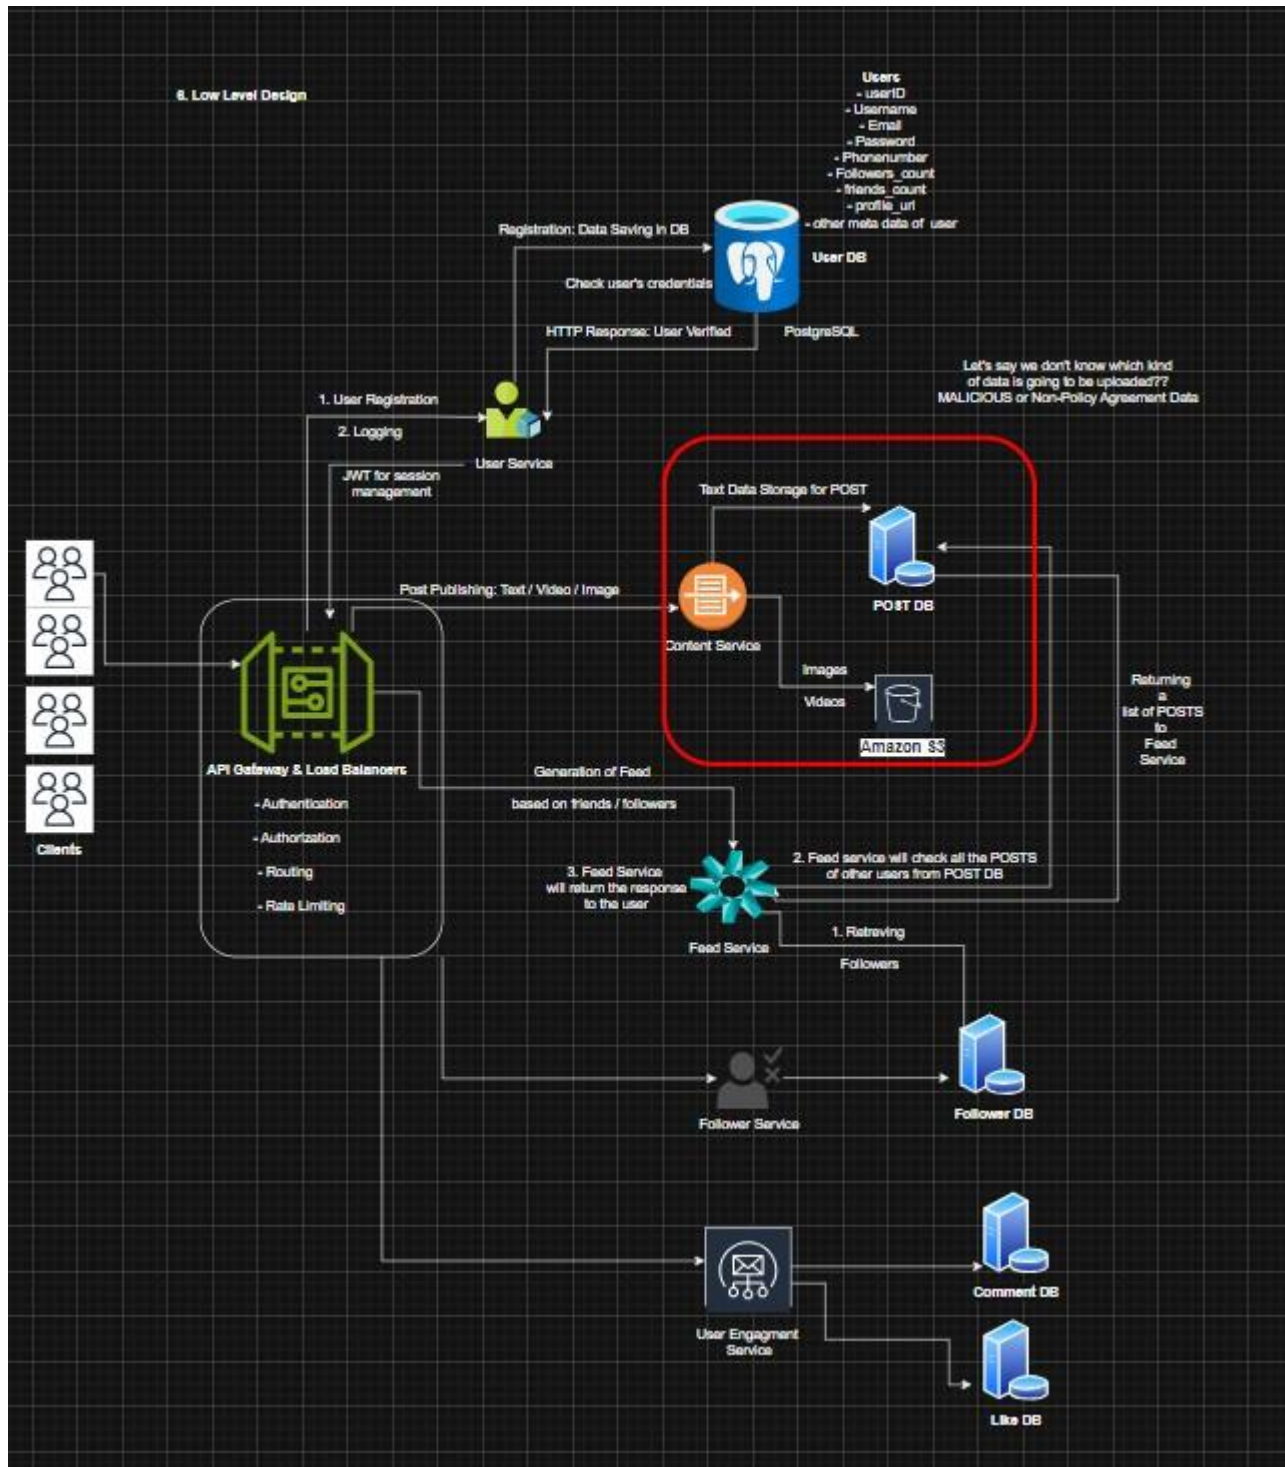 6. Low Level Design
Users
- userID
- Username
- Email
- Password
- Phonenumber
- Followers_count
- friends_count
- profile_url
- other meta data of user
Registration: Data Saving in DB
User DB
Check user's credentials
HTTP Response: User Verified
PostgreSQL
Let's say we don't know which kind
of data is going to be uploaded??
MALICIOUS or Non-Policy Agreement Data
1. User Registration
2. Logging
User Service
JWT for session
management
Text Data Storage for POST
Post Publishing: Text / Video / Image
POST DB
Content Service
Images
Videos
Amazon S3
Returning
a
list of POSTS
to
Feed
Service
API Gateway & Load Balancers
- Authentication
- Authorization
- Routing
- Rate Limiting
Clients
Generation of Feed
based on friends / followers
2. Feed service will check all the POSTS
of other users from POST DB
3. Feed Service
will return the response
to the user
Feed Service
1. Retreving
Followers
Follower Service
Follower DB
User Engagment
Service
Comment DB
Like DB